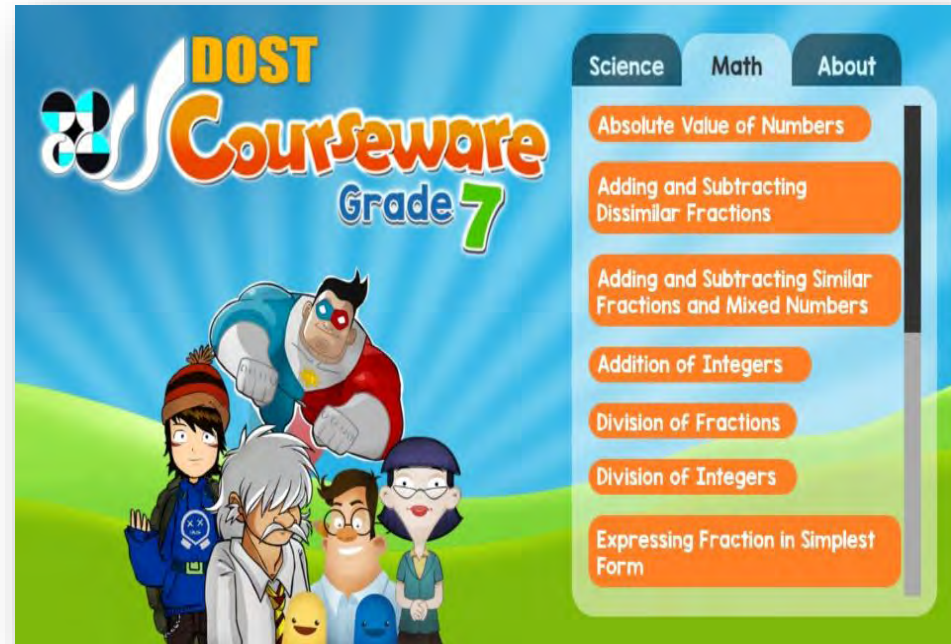 DOST
Courseware
Grade 7
Science
Math
About
Absolute Value of Numbers
Adding and Subtracting
Dissimilar Fractions
Adding and Subtracting Similar
Fractions and Mixed Numbers
Addition of Integers
Division of Fractions
Division of Integers
Expressing Fraction in Simplest
Form